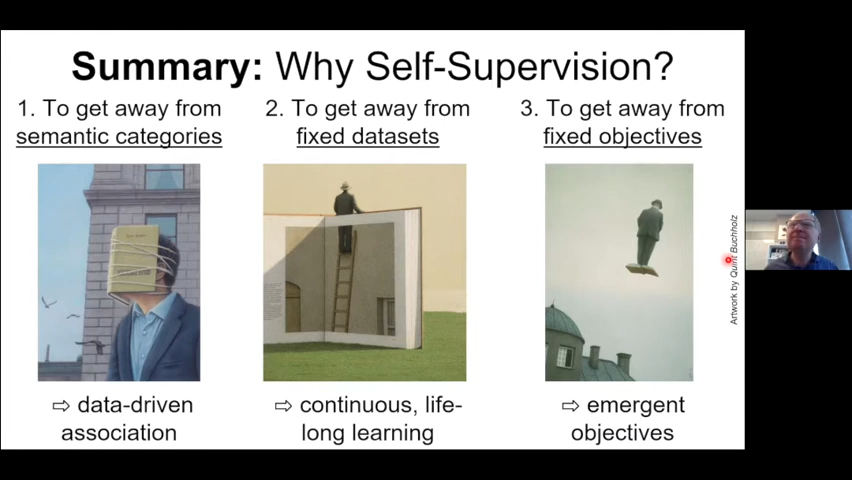 Summary: Why Self-Supervision?
1. To get away from
semantic categories
2. To get away from
fixed datasets
3. To get away from
fixed objectives
⇨ data-driven
association
⇨ continuous, life-
long learning
⇨ emergent
objectives
Artwork by Quint Buchholz